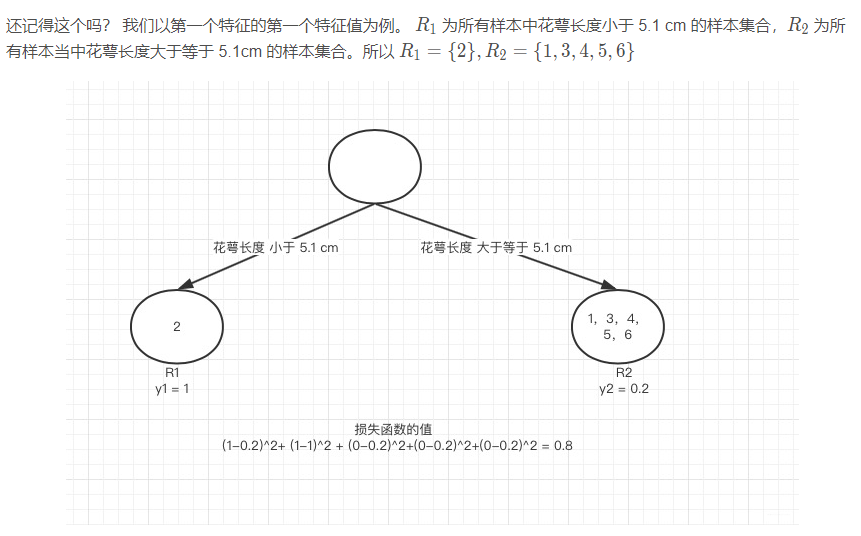 还记得这个吗？ 我们以第一个特征的第一个特征值为例。 R1 为所有样本中花萼长度小于 5.1 cm 的样本集合，R2 为所
有样本当中花萼长度大于等于 5.1cm 的样本集合。所以 R1 = {2}, R2 = {1, 3, 4, 5, 6}
花萼长度 小于 5.1 cm
花萼长度 大于等于 5.1 cm
2
1，3，4，
5，6
R1
y1 = 1
R2
y2 = 0.2
损失函数的值
(1–0.2)^2+ (1–1)^2 + (0–0.2)^2+(0–0.2)^2+(0–0.2)^2 = 0.8